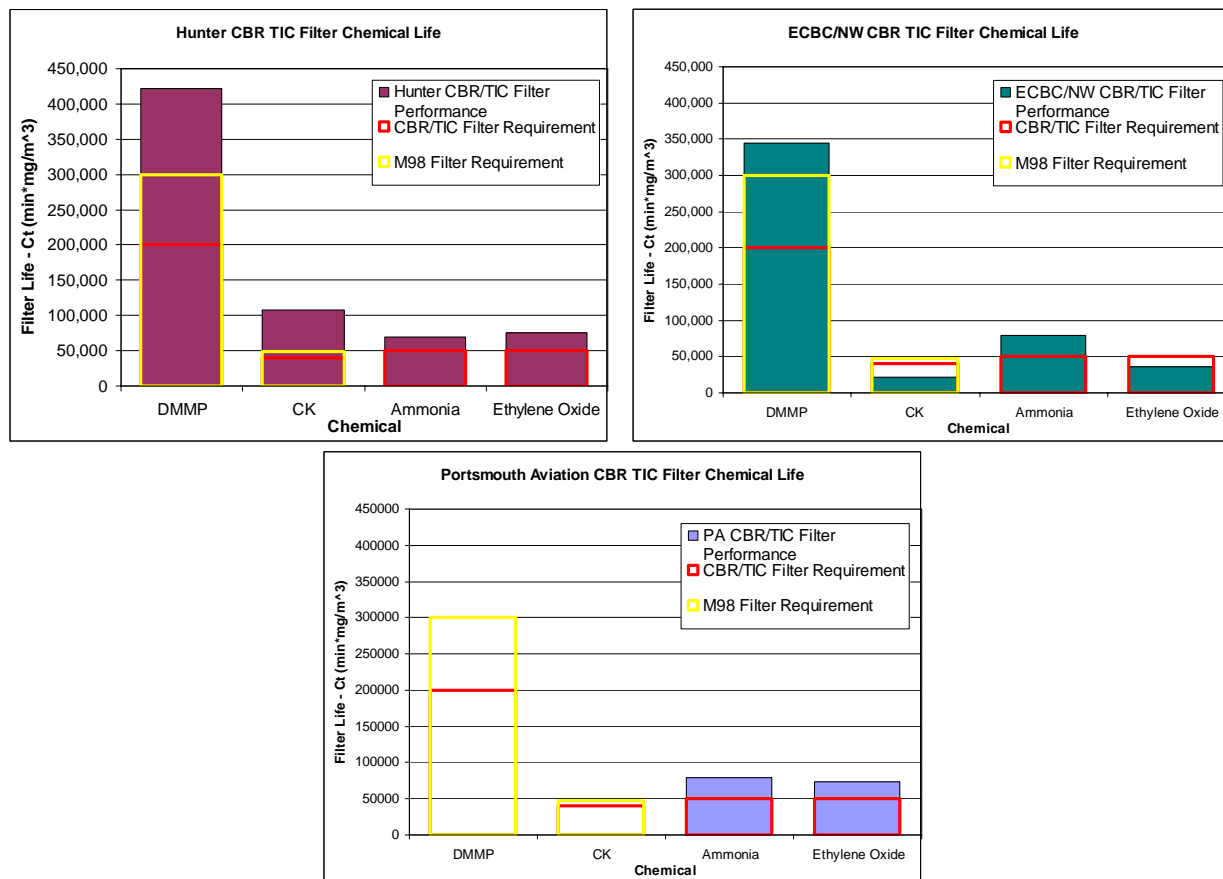 Hunter CBR TIC Filter Chemical Life
Filter Life - Ct (min*mg/m^3)
450,000
400,000
350,000
300,000
250,000
200,000
150,000
100,000
50,000
0
Hunter CBR/TIC Filter
Performance
CBR/TIC Filter Requirement
M98 Filter Requirement
DMMP CK Ammonia Ethylene Oxide
Chemical
ECBC/NW CBR TIC Filter Chemical Life
Filter Life - Ct (min*mg/m^3)
450,000
400,000
350,000
300,000
250,000
200,000
150,000
100,000
50,000
0
ECBC/NW CBR/TIC Filter
Performance
CBR/TIC Filter Requirement
M98 Filter Requirement
DMMP CK Ammonia Ethylene Oxide
Chemical
Portsmouth Aviation CBR TIC Filter Chemical Life
Filter Life - Ct (min*mg/m^3)
450000
400000
350000
300000
250000
200000
150000
100000
50000
0
PA CBR/TIC Filter
Performance
CBR/TIC Filter Requirement
M98 Filter Requirement
DMMP CK Ammonia Ethylene Oxide
Chemical